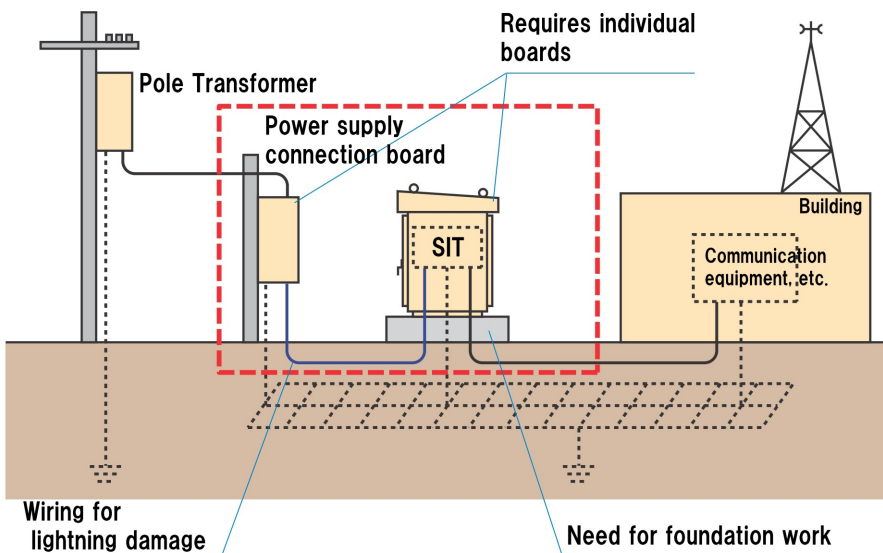 Requires individual
boards
Pole Transformer
Power supply
connection board
Building
SIT
Communication
equipment, etc.
Wiring for
lightning damage
Need for foundation work